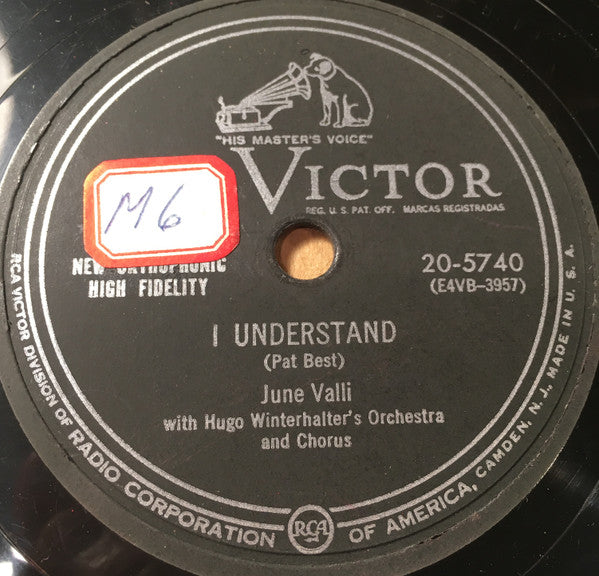 "HIS MASTER'S VOICE"
VICTOR
REG. U. S. PAT. OFF. MARCAS REGISTRADAS
M6
NEW ORTHOPHONIC
HIGH FIDELITY
20-5740
(E4VB-3957)
I UNDERSTAND
(Pat Best)
June Valli
with Hugo Winterhalter's Orchestra
and Chorus
RCA VICTOR DIVISION OF RADIO CORPORATION OF AMERICA, CAMDEN, N. J., MADE IN U. S. A.
RCA